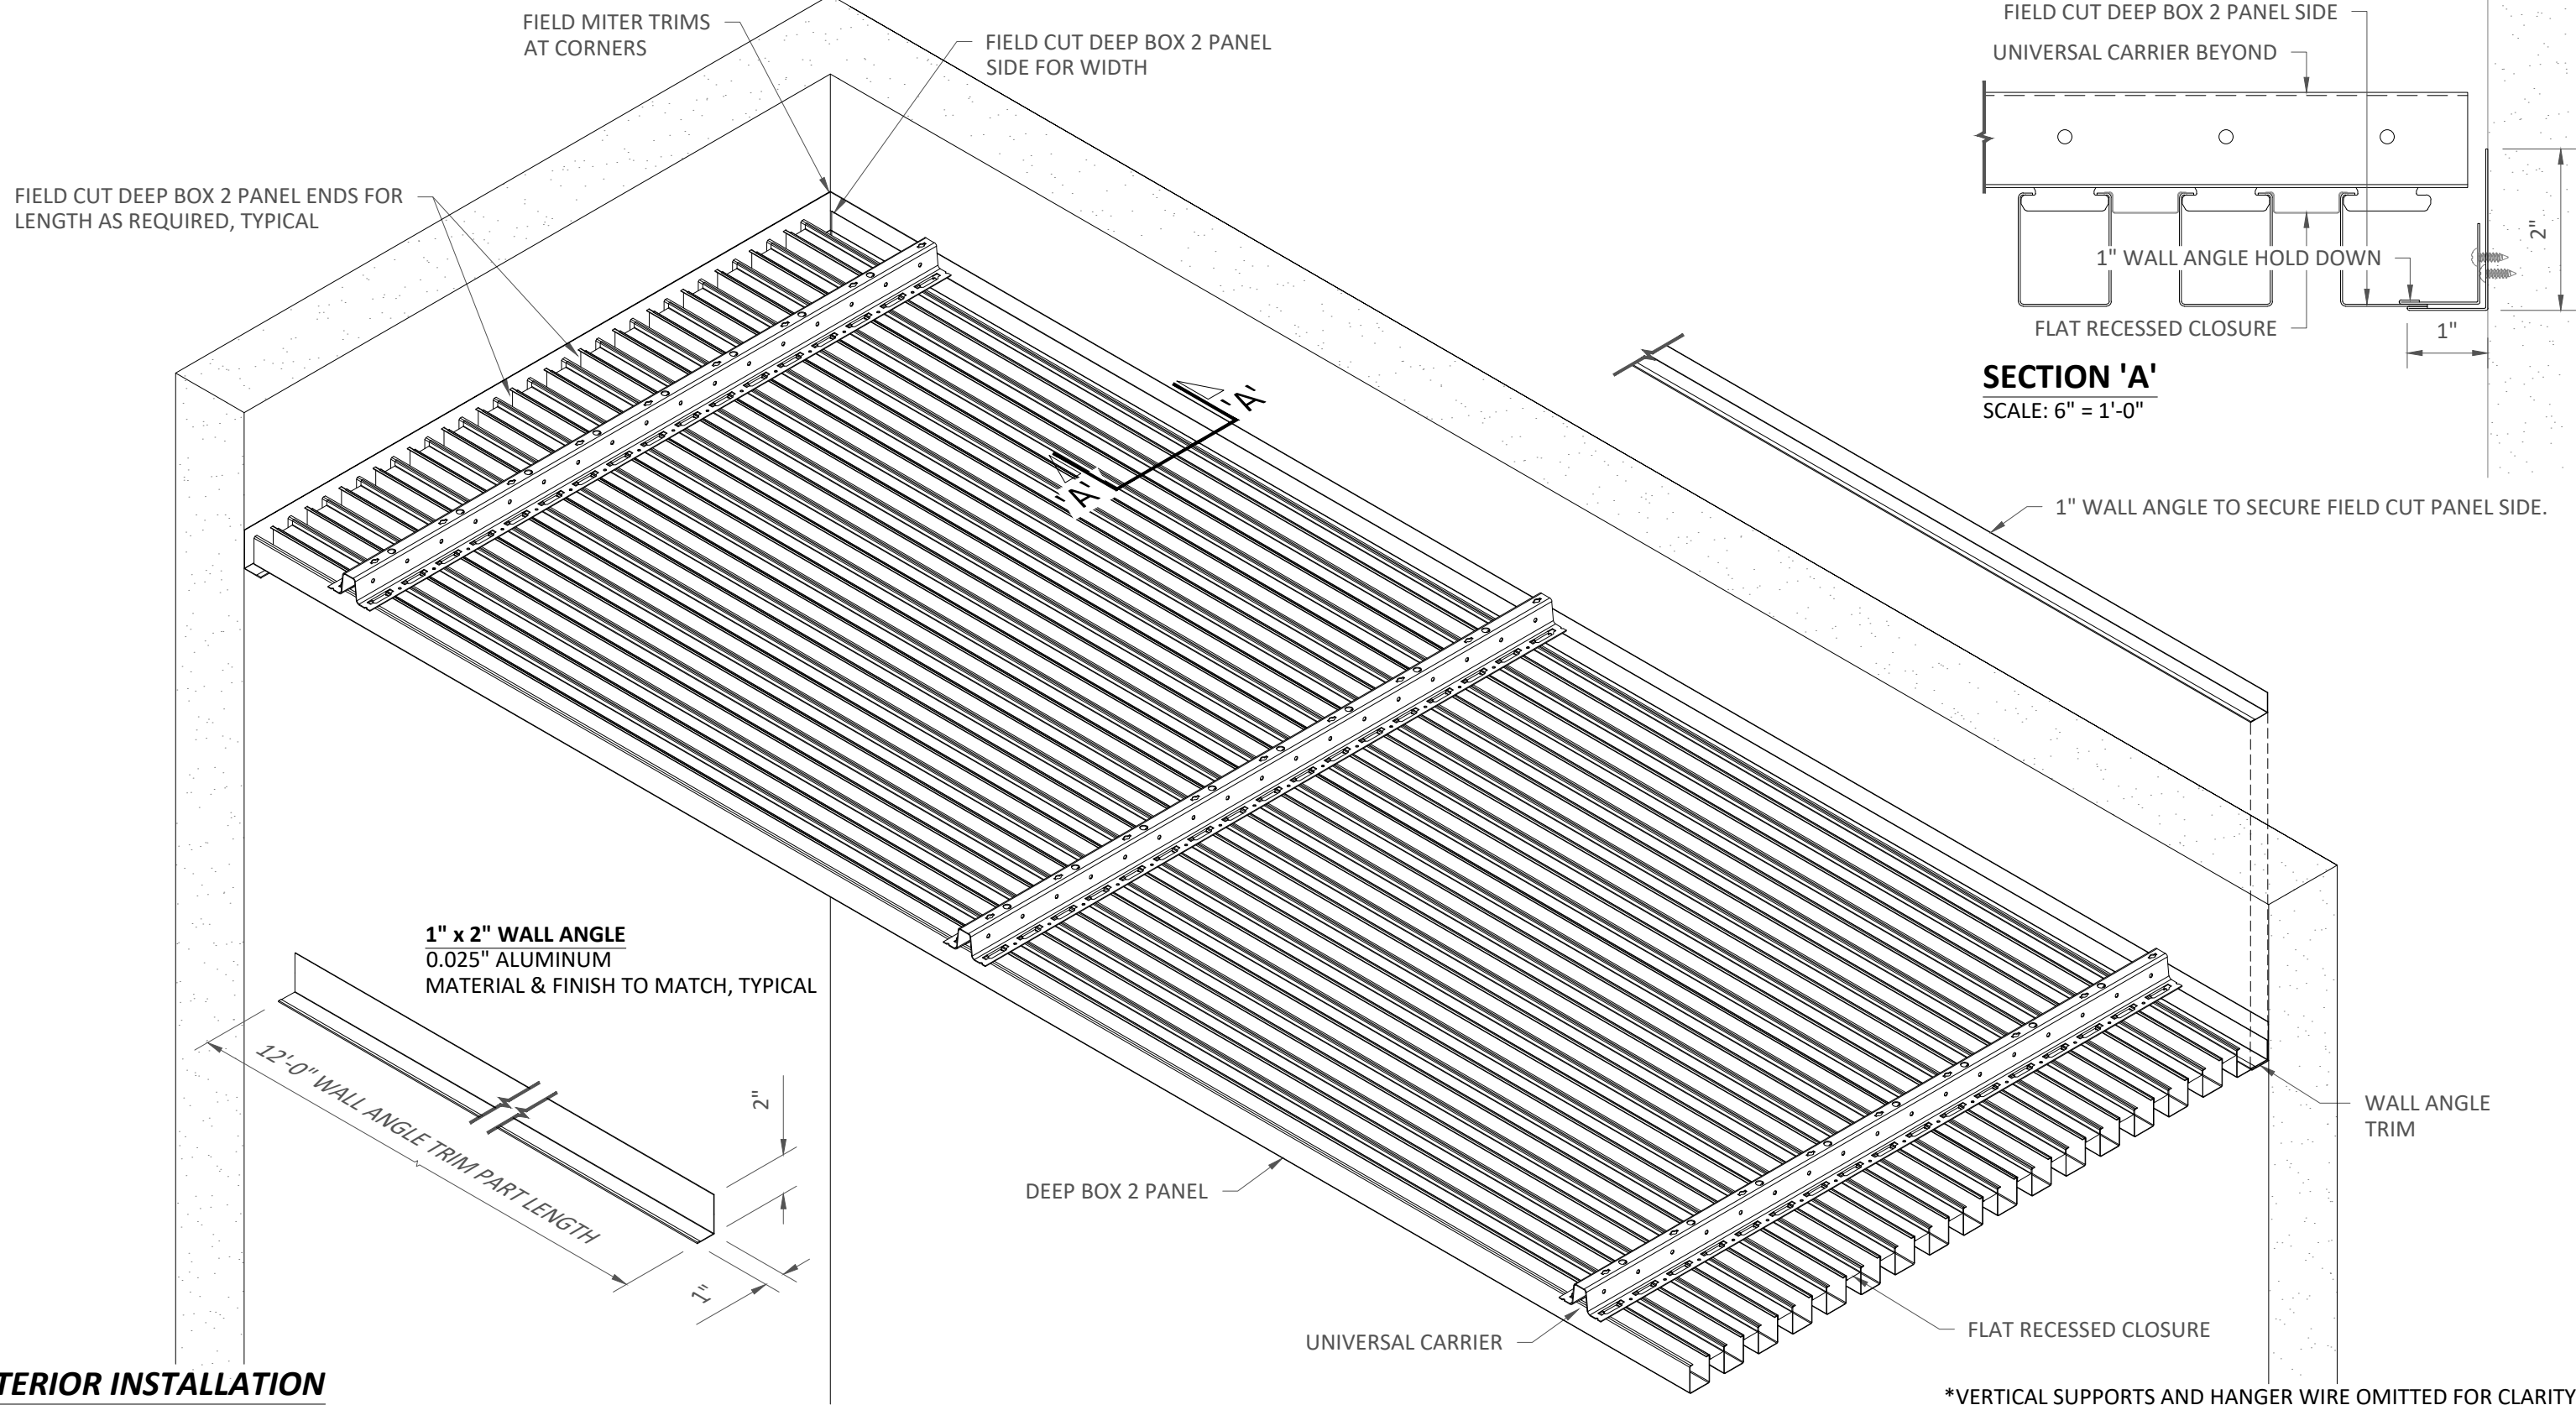 FIELD MITER TRIMS
AT CORNERS
FIELD CUT DEEP BOX 2 PANEL
SIDE FOR WIDTH
FIELD CUT DEEP BOX 2 PANEL ENDS FOR
LENGTH AS REQUIRED, TYPICAL
FIELD CUT DEEP BOX 2 PANEL SIDE
UNIVERSAL CARRIER BEYOND
2"
1" WALL ANGLE HOLD DOWN
FLAT RECESSED CLOSURE
1"
SECTION 'A'
SCALE: 6" = 1'-0"
'A'
'A'
1" WALL ANGLE TO SECURE FIELD CUT PANEL SIDE.
1" x 2" WALL ANGLE
0.025" ALUMINUM
MATERIAL & FINISH TO MATCH, TYPICAL
12'-0" WALL ANGLE TRIM PART LENGTH
2"
1"
WALL ANGLE
TRIM
DEEP BOX 2 PANEL
UNIVERSAL CARRIER
FLAT RECESSED CLOSURE
TERIOR INSTALLATION
*VERTICAL SUPPORTS AND HANGER WIRE OMITTED FOR CLARITY